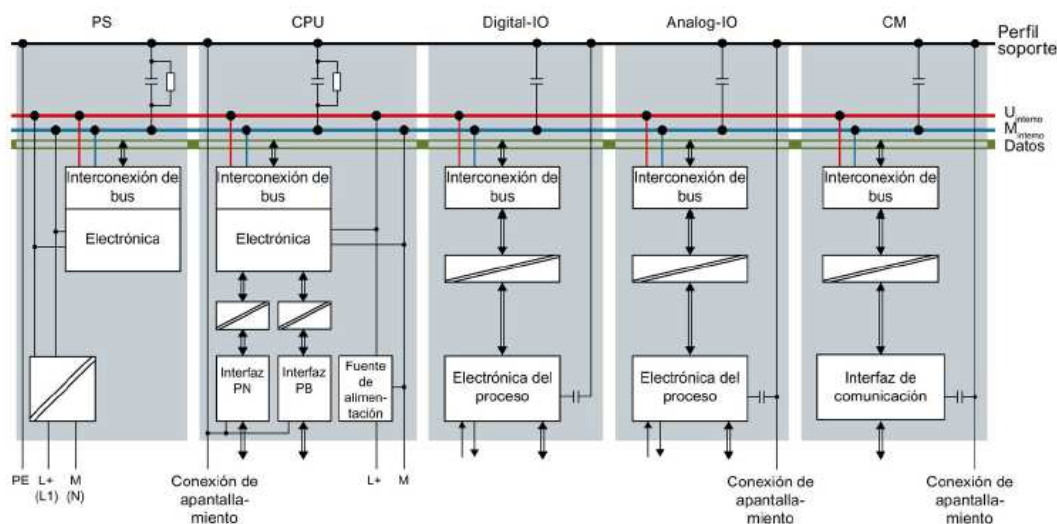 PS
CPU
Digital-IO
Analog-IO
CM
Perfil
soporte
U interno
M interno
Datos
Interconexión de
bus
Electrónica
Interconexión de
bus
Electrónica
Interconexión de
bus
Interconexión de
bus
Interconexión de
bus
Interfaz
PN
Interfaz
PB
Fuente
de
alimen-
tación
Electrónica del
proceso
Electrónica del
proceso
Interfaz de
comunicación
PE
L+
(L1)
M
(N)
Conexión de
apantalla-
miento
L+
M
Conexión de
apantalla-
miento
Conexión de
apantalla-
miento